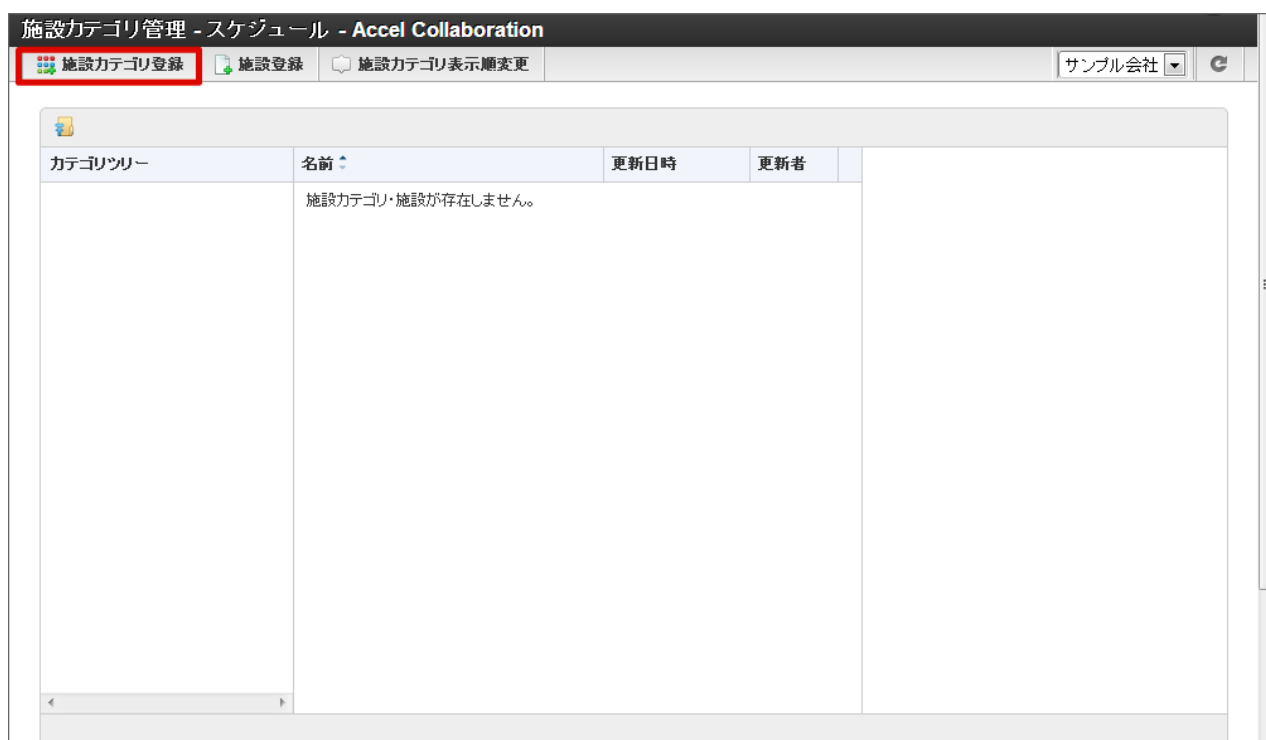 施設カテゴリ管理 - スケジュール - Accel Collaboration
施設カテゴリ登録 施設登録 施設カテゴリ表示順変更 サンプル会社
カテゴリツリー 名前 更新日時 更新者
施設カテゴリ・施設が存在しません。